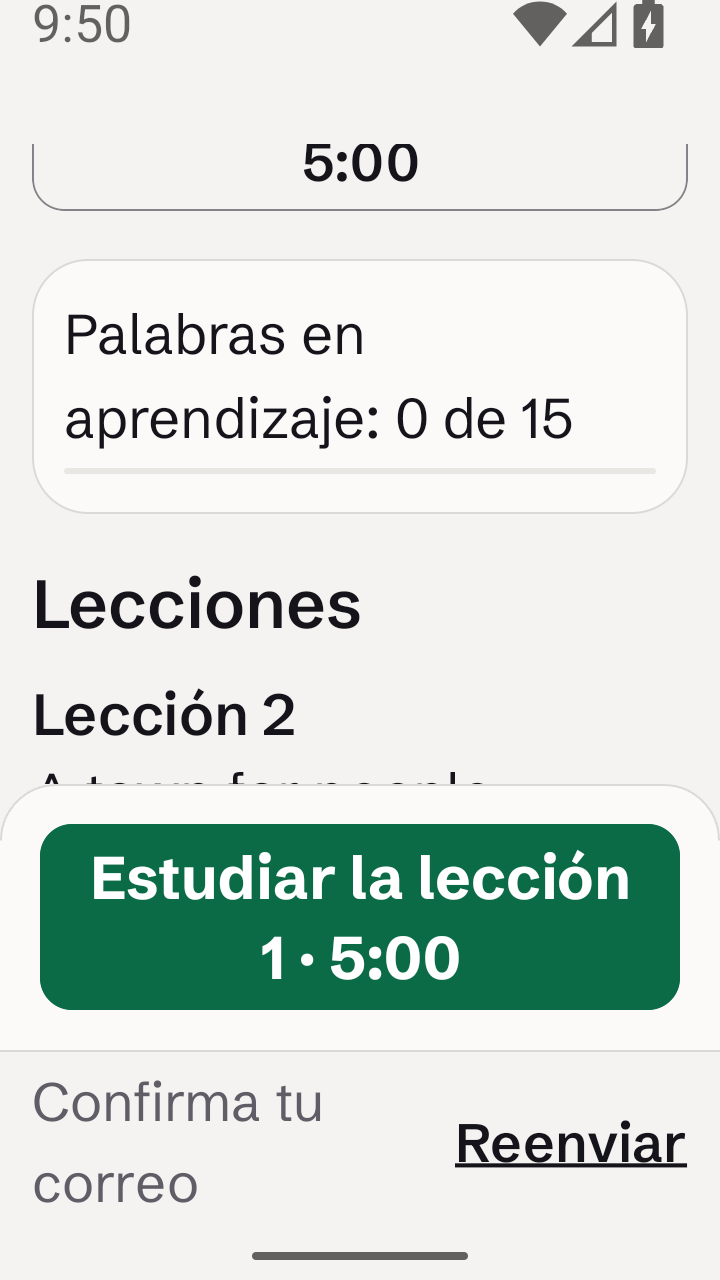 9:50
5:00
Palabras en
aprendizaje: 0 de 15
Lecciones
Lección 2
Estudiar la lección
1 · 5:00
Confirma tu
correo
Reenviar